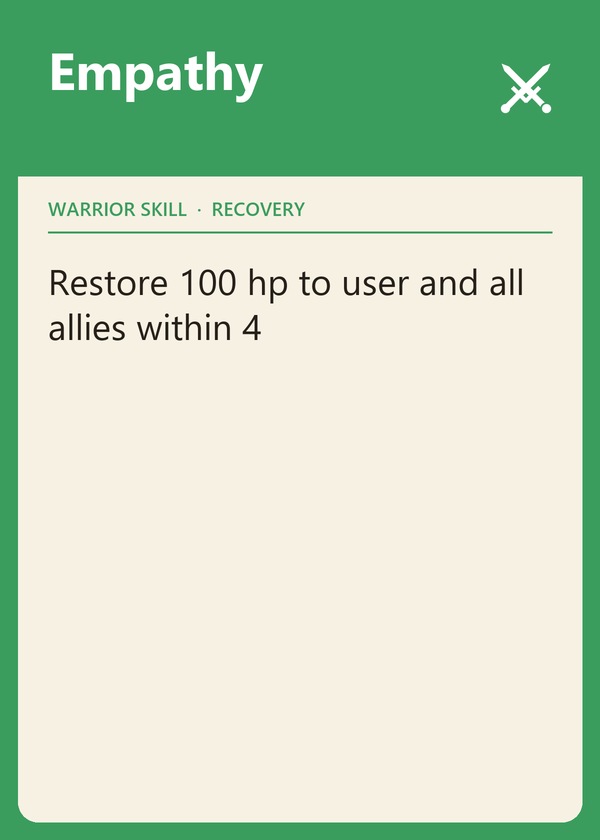 Empathy
WARRIOR SKILL · RECOVERY
Restore 100 hp to user and all
allies within 4